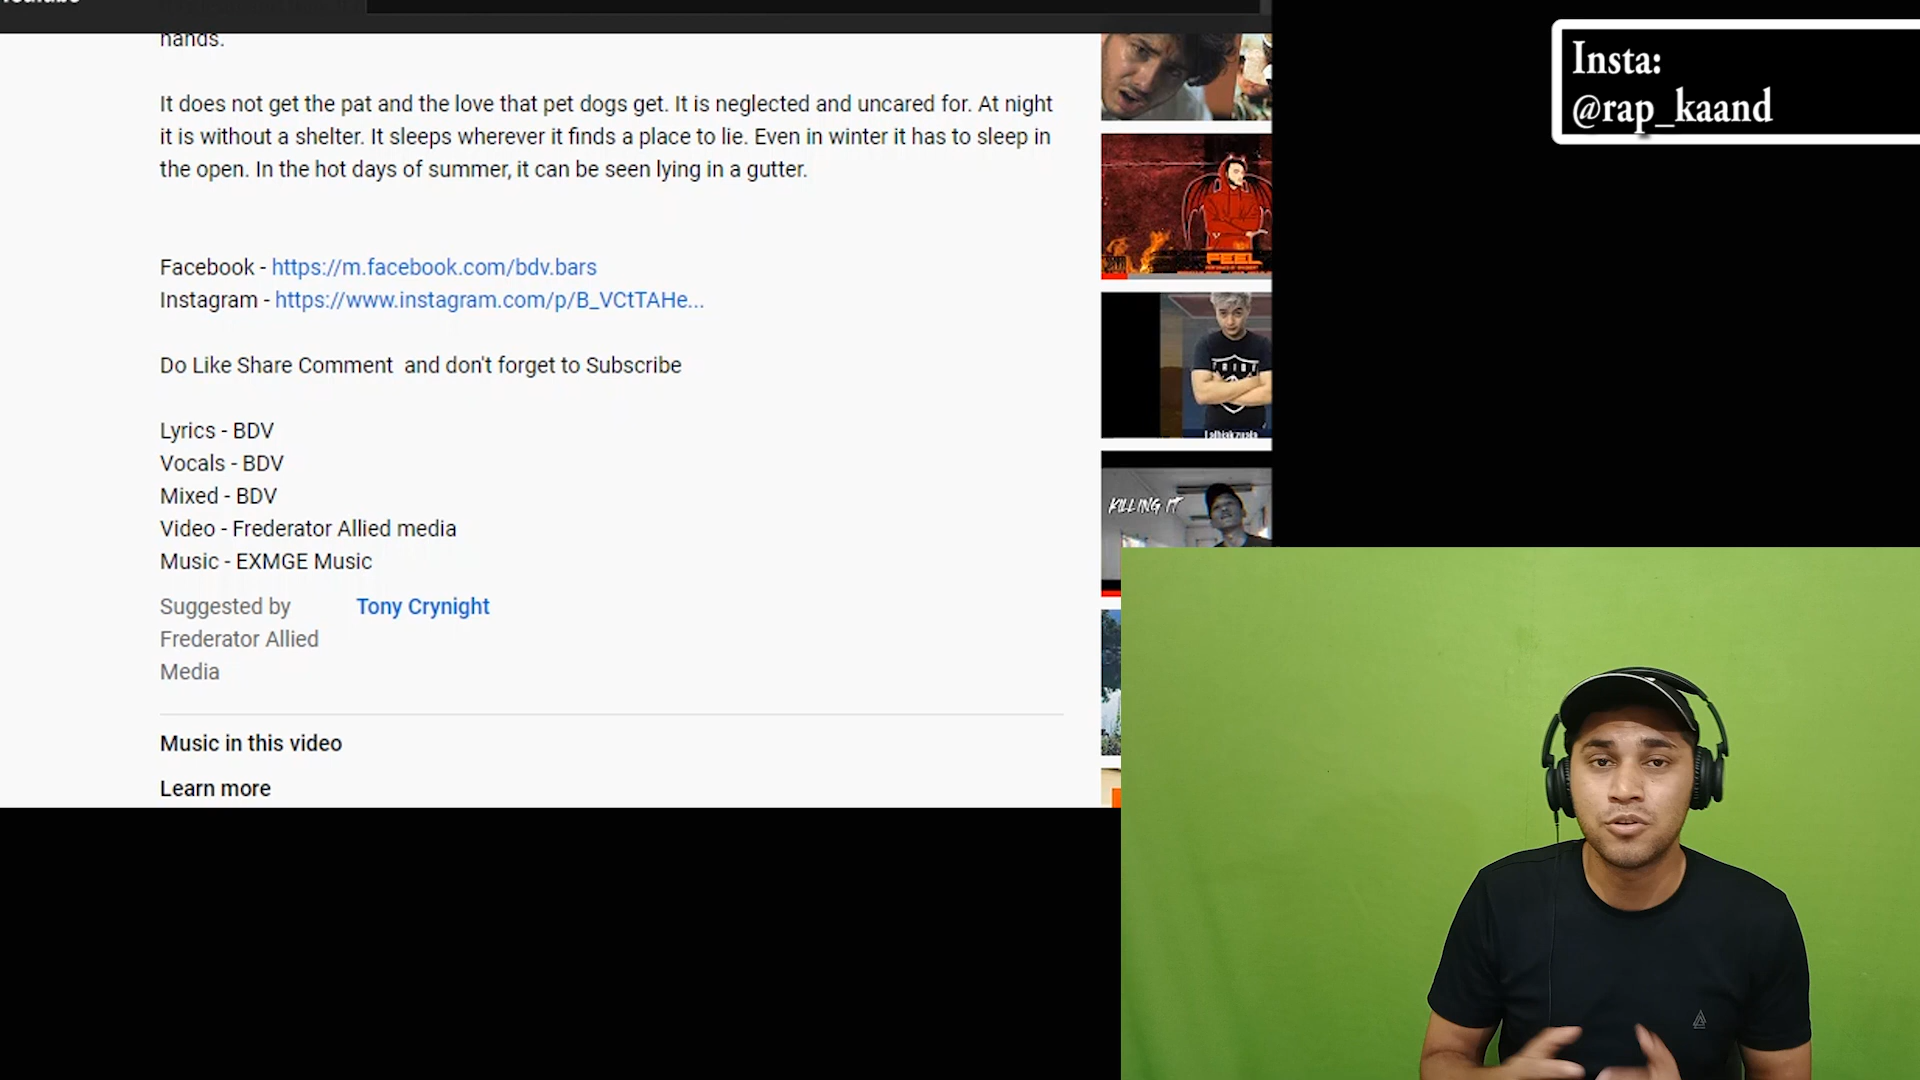 hands.
It does not get the pat and the love that pet dogs get. It is neglected and uncared for. At night
it is without a shelter. It sleeps wherever it finds a place to lie. Even in winter it has to sleep in
the open. In the hot days of summer, it can be seen lying in a gutter.
Facebook - https://m.facebook.com/bdv.bars
Instagram - https://www.instagram.com/p/B_VCtTAHe...
Do Like Share Comment  and don't forget to Subscribe
Lyrics - BDV
Vocals - BDV
Mixed - BDV
Video - Frederator Allied media
Music - EXMGE Music
Suggested by Tony Crynight
Frederator Allied
Media
Music in this video
Learn more
Insta:
@rap_kaand
FEEL
KILLING IT